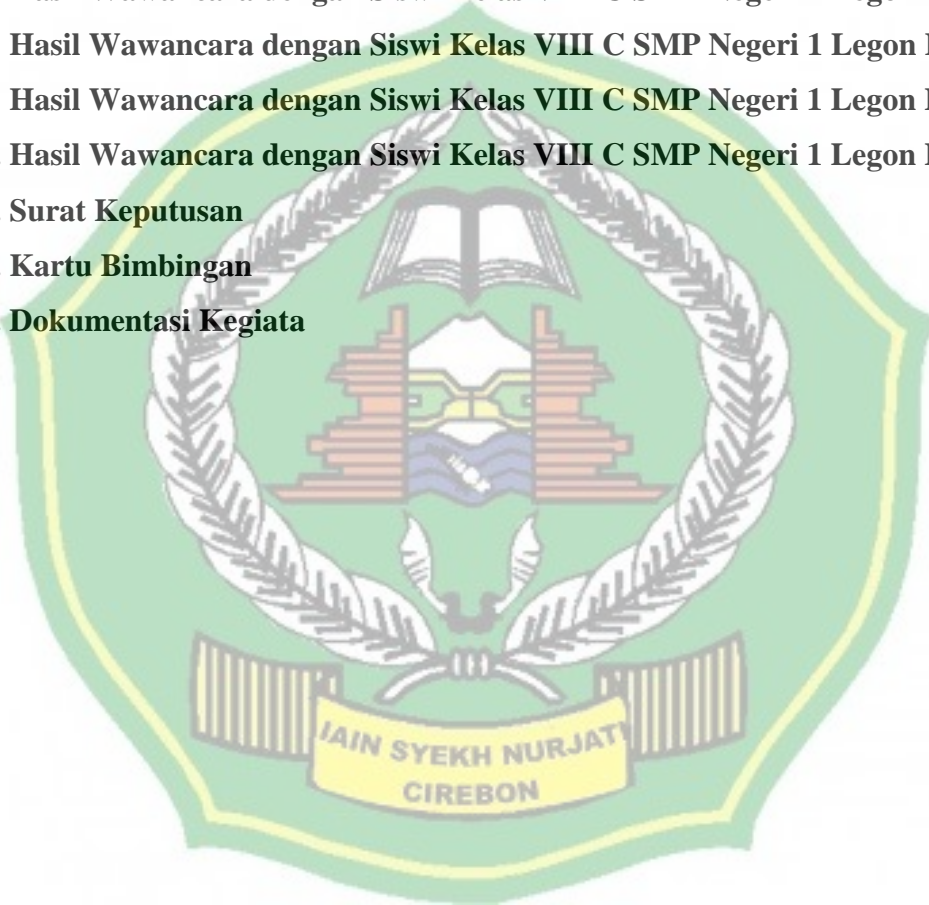 Hasil Wawancara dengan Siswi Kelas VIII C SMP Negeri 1 Legon
Hasil Wawancara dengan Siswi Kelas VIII C SMP Negeri 1 Legon
Hasil Wawancara dengan Siswi Kelas VIII C SMP Negeri 1 Legon
Surat Keputusan
Kartu Bimbingan
Dokumentasi Kegiata
IAIN SYEKH NURJATI
CIREBON